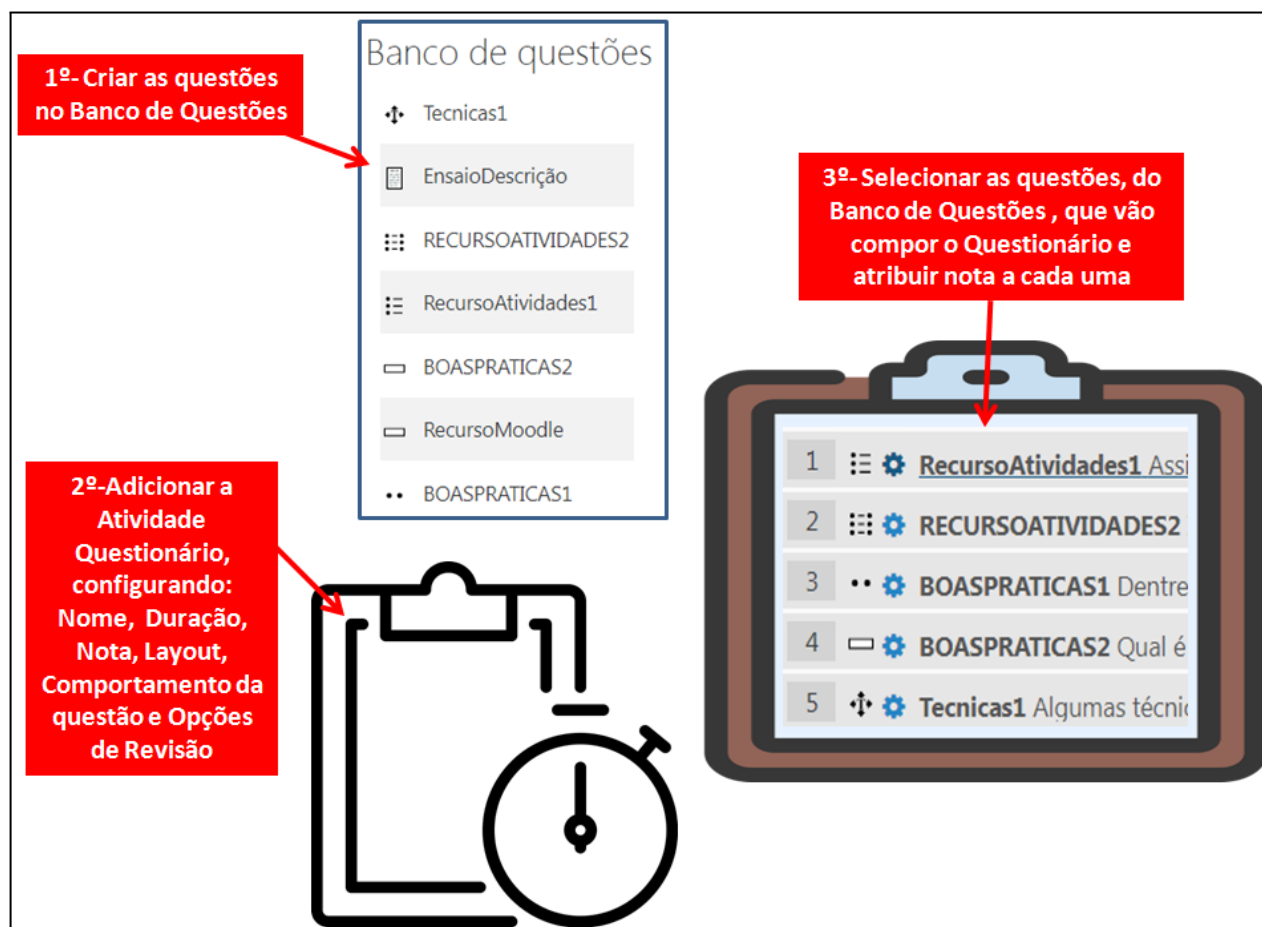 1º- Criar as questões
no Banco de Questões
Banco de questões
Tecnicas1
EnsaioDescrição
RECURSOATIVIDADES2
RecursoAtividades1
BOASPRATICAS2
RecursoMoodle
BOASPRATICAS1
2º-Adicionar a
Atividade
Questionário,
configurando:
Nome, Duração,
Nota, Layout,
Comportamento da
questão e Opções
de Revisão
3º- Selecionar as questões, do
Banco de Questões , que vão
compor o Questionário e
atribuir nota a cada uma
1 RecursoAtividades1 Assi
2 RECURSOATIVIDADES2
3 BOASPRATICAS1 Dentre
4 BOASPRATICAS2 Qual é
5 Tecnicas1 Algumas técnic